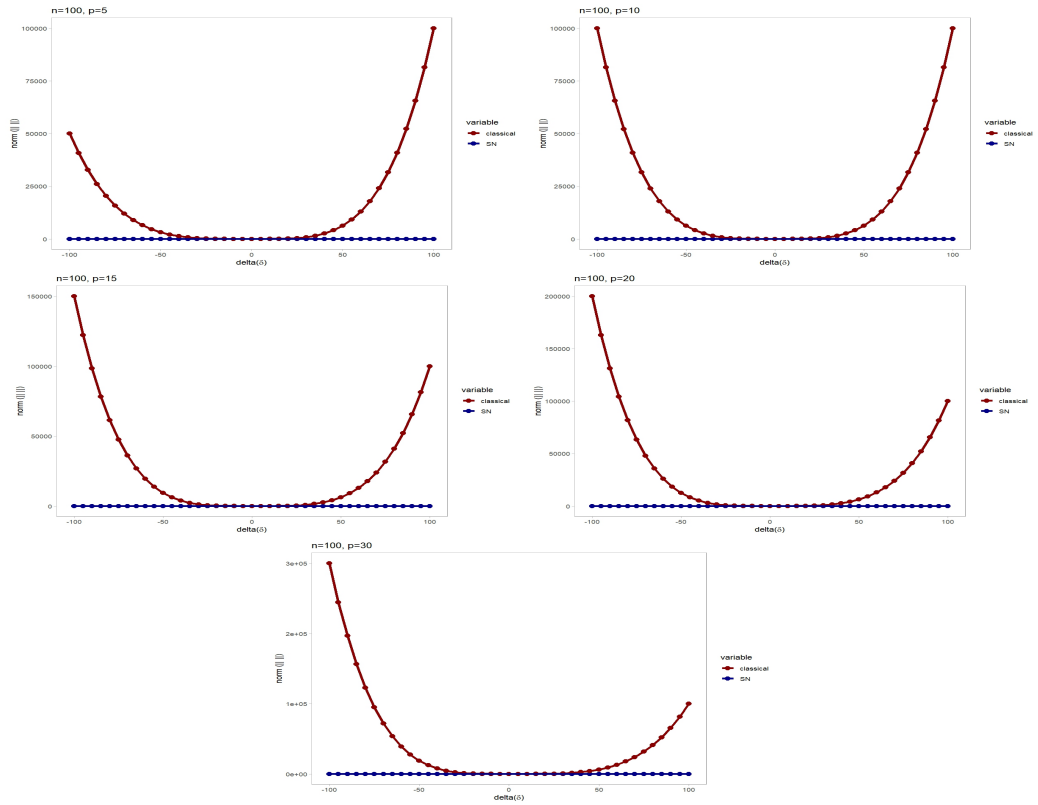 n=100, p=5
100000
75000
50000
25000
0
norm (|| ||)
-100 -50 0 50 100
delta(δ)
variable
classical
SN
n=100, p=10
100000
75000
50000
25000
0
norm (|| ||)
-100 -50 0 50 100
delta(δ)
variable
classical
SN
n=100, p=15
150000
100000
50000
0
norm (|| ||)
-100 -50 0 50 100
delta(δ)
variable
classical
SN
n=100, p=20
200000
150000
100000
50000
0
norm (|| ||)
-100 -50 0 50 100
delta(δ)
variable
classical
SN
n=100, p=30
3e+05
2e+05
1e+05
0e+00
norm (|| ||)
-100 -50 0 50 100
delta(δ)
variable
classical
SN